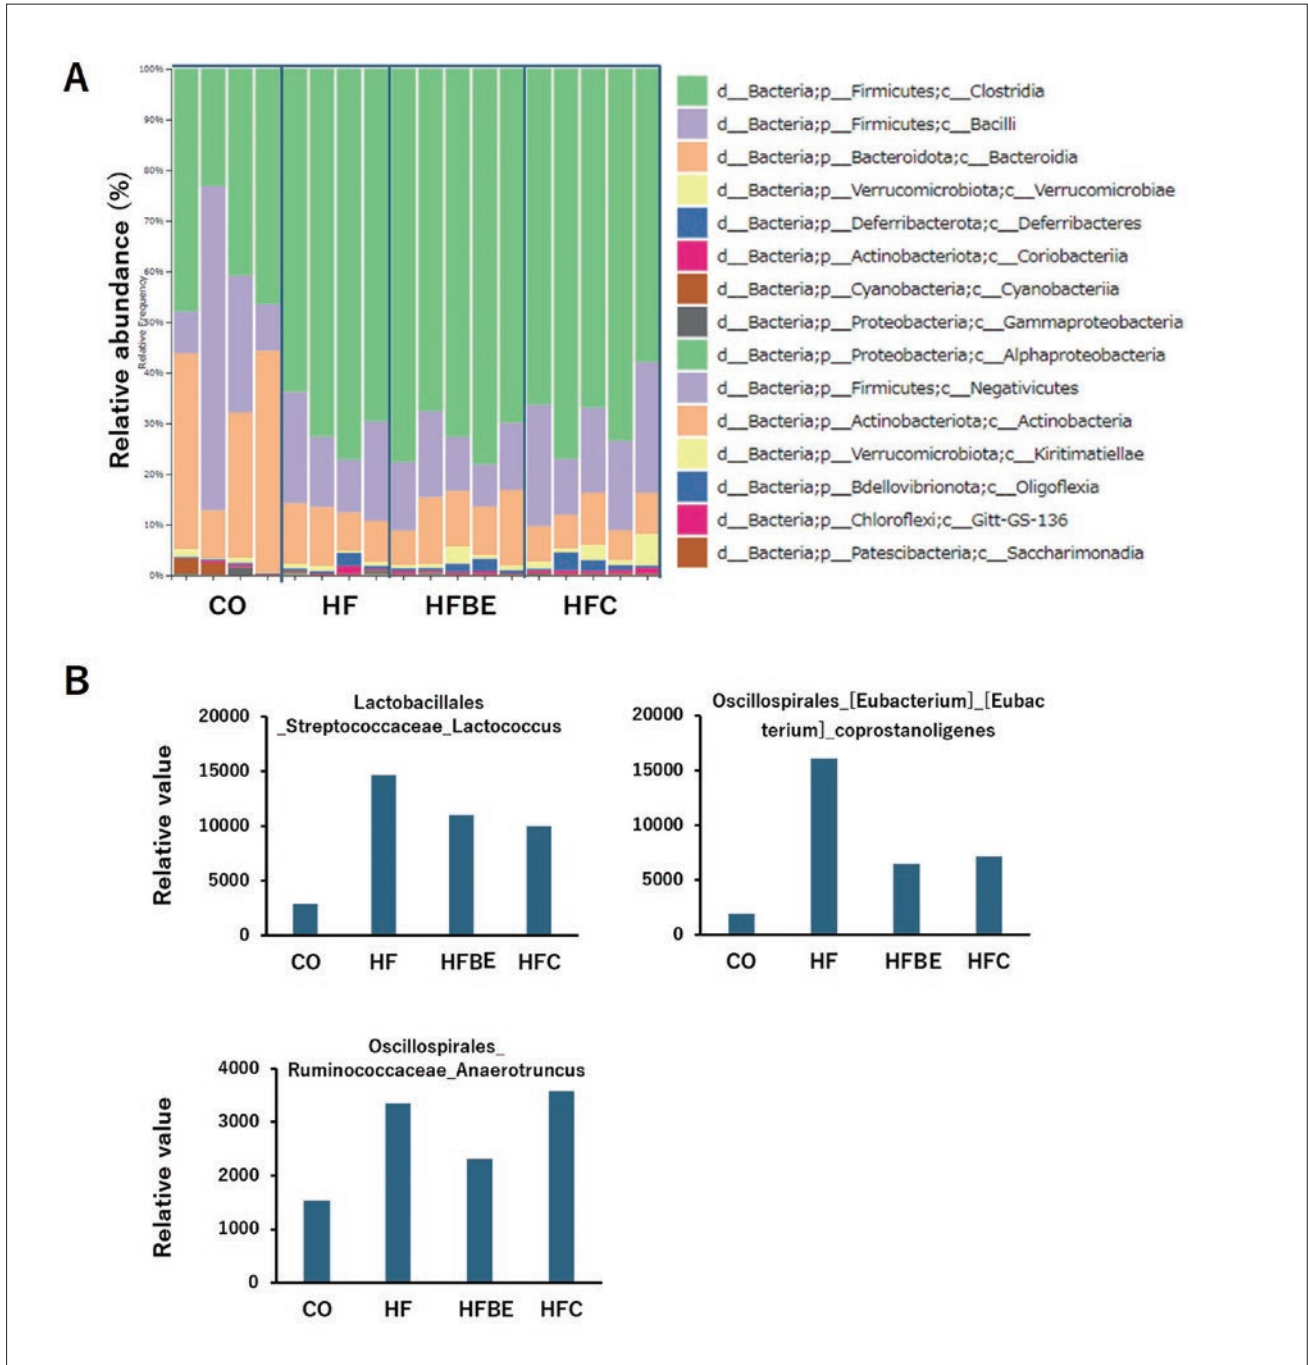 A
Relative abundance (%)
Relative Frequency
100%
90%
80%
70%
60%
50%
40%
30%
20%
10%
0%
CO HF HFBE HFC
d__Bacteria;p__Firmicutes;c__Clostridia
d__Bacteria;p__Firmicutes;c__Bacilli
d__Bacteria;p__Bacteroidota;c__Bacteroidia
d__Bacteria;p__Verrucomicrobiota;c__Verrucomicrobiae
d__Bacteria;p__Deferribacterota;c__Deferribacteres
d__Bacteria;p__Actinobacteriota;c__Coriobacteriia
d__Bacteria;p__Cyanobacteria;c__Cyanobacteriia
d__Bacteria;p__Proteobacteria;c__Gammaproteobacteria
d__Bacteria;p__Proteobacteria;c__Alphaproteobacteria
d__Bacteria;p__Firmicutes;c__Negativicutes
d__Bacteria;p__Actinobacteriota;c__Actinobacteria
d__Bacteria;p__Verrucomicrobiota;c__Kiritimatiellae
d__Bacteria;p__Bdellovibrionota;c__Oligoflexia
d__Bacteria;p__Chloroflexi;c__Gitt-GS-136
d__Bacteria;p__Patescibacteria;c__Saccharimonadia
B
Lactobacillales
_Streptococcaceae_Lactococcus
Relative value
20000
15000
10000
5000
0
CO HF HFBE HFC
Oscillospirales_[Eubacterium]_[Eubac
terium]_coprostanoligenes
20000
15000
10000
5000
0
CO HF HFBE HFC
Oscillospirales_
Ruminococcaceae_Anaerotruncus
Relative value
4000
3000
2000
1000
0
CO HF HFBE HFC